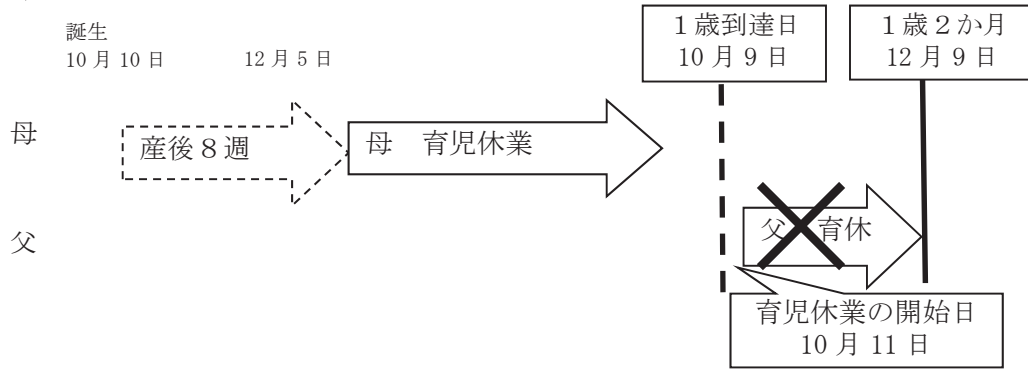 誕生
10月10日
12月5日
1歳到達日
10月9日
1歳2か月
12月9日
母
産後8週
母 育児休業
父
父 育休
育児休業の開始日
10月11日